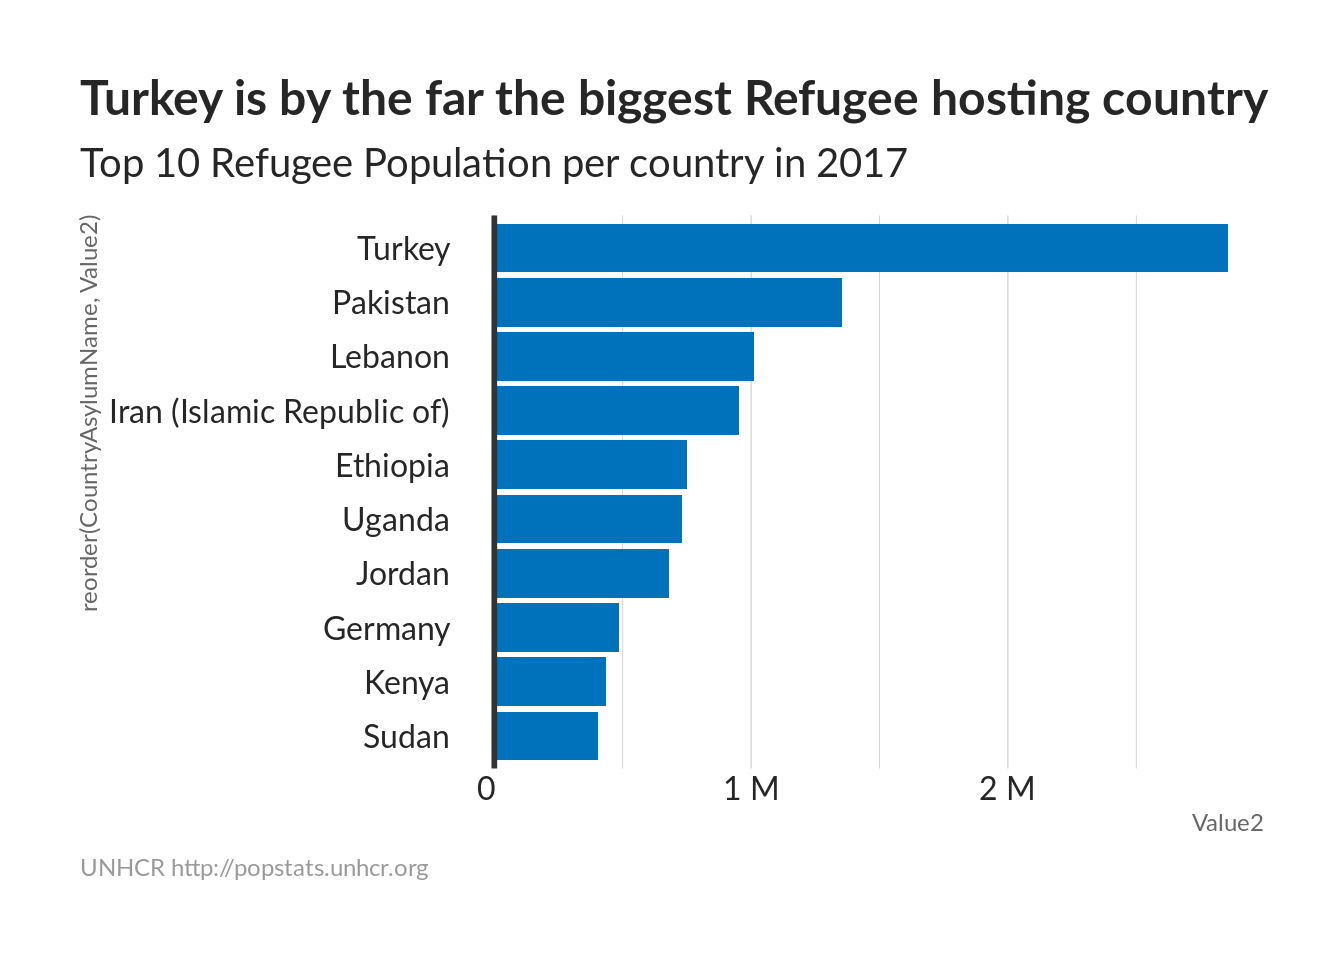 Turkey is by the far the biggest Refugee hosting country
Top 10 Refugee Population per country in 2017
reorder(CountryAsylumName, Value2)
Turkey
Pakistan
Lebanon
Iran (Islamic Republic of)
Ethiopia
Uganda
Jordan
Germany
Kenya
Sudan
0 1 M 2 M
Value2
UNHCR http://popstats.unhcr.org